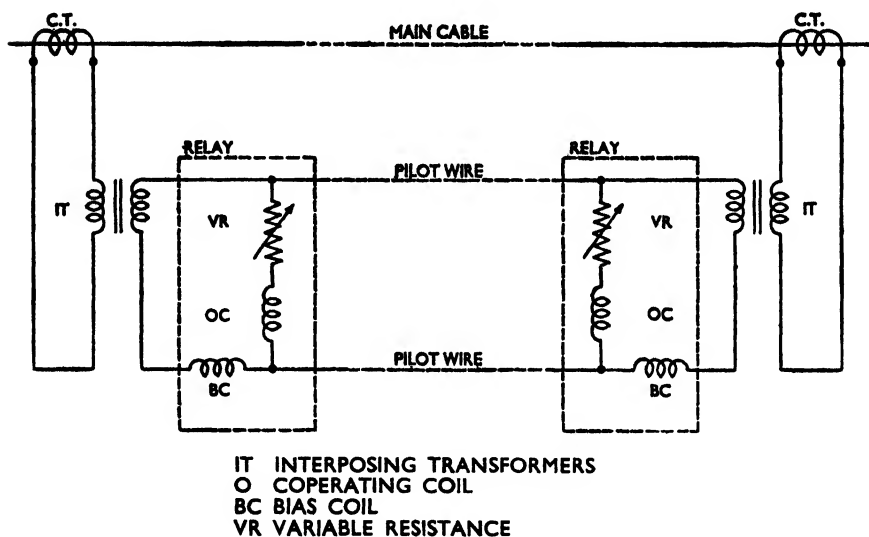 C.T.
C.T.
MAIN CABLE
RELAY
RELAY
PILOT WIRE
IT
VR
VR
IT
OC
OC
PILOT WIRE
BC
BC
IT INTERPOSING TRANSFORMERS
O COPERATING COIL
BC BIAS COIL
VR VARIABLE RESISTANCE